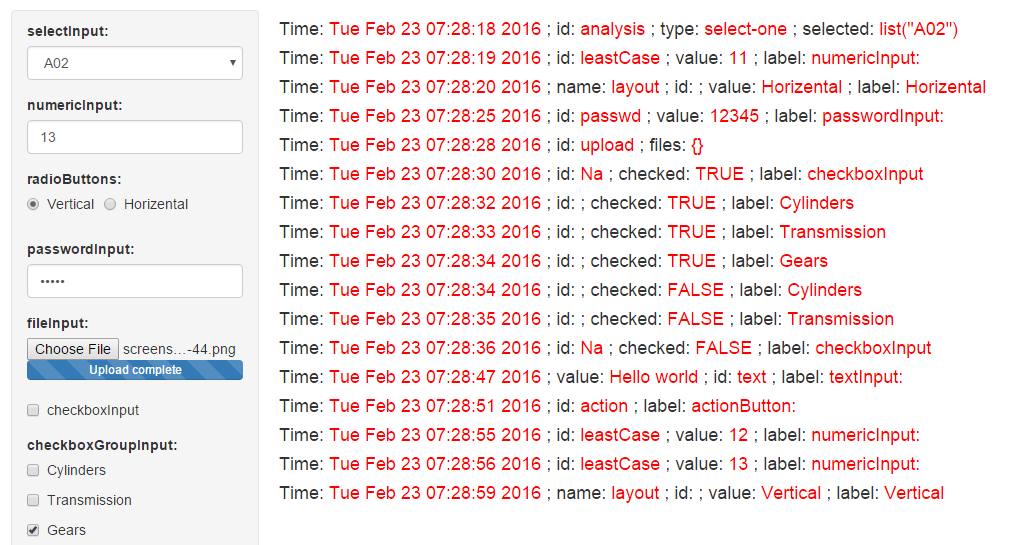 selectInput:
A02
numericInput:
13
radioButtons:
Vertical Horizental
passwordInput:
•••••
fileInput:
Choose File screens...-44.png
Upload complete
checkboxInput
checkboxGroupInput:
Cylinders
Transmission
Gears
Time: Tue Feb 23 07:28:18 2016 ; id: analysis ; type: select-one ; selected: list("A02")
Time: Tue Feb 23 07:28:19 2016 ; id: leastCase ; value: 11 ; label: numericInput:
Time: Tue Feb 23 07:28:20 2016 ; name: layout ; id: ; value: Horizental ; label: Horizental
Time: Tue Feb 23 07:28:25 2016 ; id: passwd ; value: 12345 ; label: passwordInput:
Time: Tue Feb 23 07:28:28 2016 ; id: upload ; files: {}
Time: Tue Feb 23 07:28:30 2016 ; id: Na ; checked: TRUE ; label: checkboxInput
Time: Tue Feb 23 07:28:32 2016 ; id: ; checked: TRUE ; label: Cylinders
Time: Tue Feb 23 07:28:33 2016 ; id: ; checked: TRUE ; label: Transmission
Time: Tue Feb 23 07:28:34 2016 ; id: ; checked: TRUE ; label: Gears
Time: Tue Feb 23 07:28:34 2016 ; id: ; checked: FALSE ; label: Cylinders
Time: Tue Feb 23 07:28:35 2016 ; id: ; checked: FALSE ; label: Transmission
Time: Tue Feb 23 07:28:36 2016 ; id: Na ; checked: FALSE ; label: checkboxInput
Time: Tue Feb 23 07:28:47 2016 ; value: Hello world ; id: text ; label: textInput:
Time: Tue Feb 23 07:28:51 2016 ; id: action ; label: actionButton:
Time: Tue Feb 23 07:28:55 2016 ; id: leastCase ; value: 12 ; label: numericInput:
Time: Tue Feb 23 07:28:56 2016 ; id: leastCase ; value: 13 ; label: numericInput:
Time: Tue Feb 23 07:28:59 2016 ; name: layout ; id: ; value: Vertical ; label: Vertical